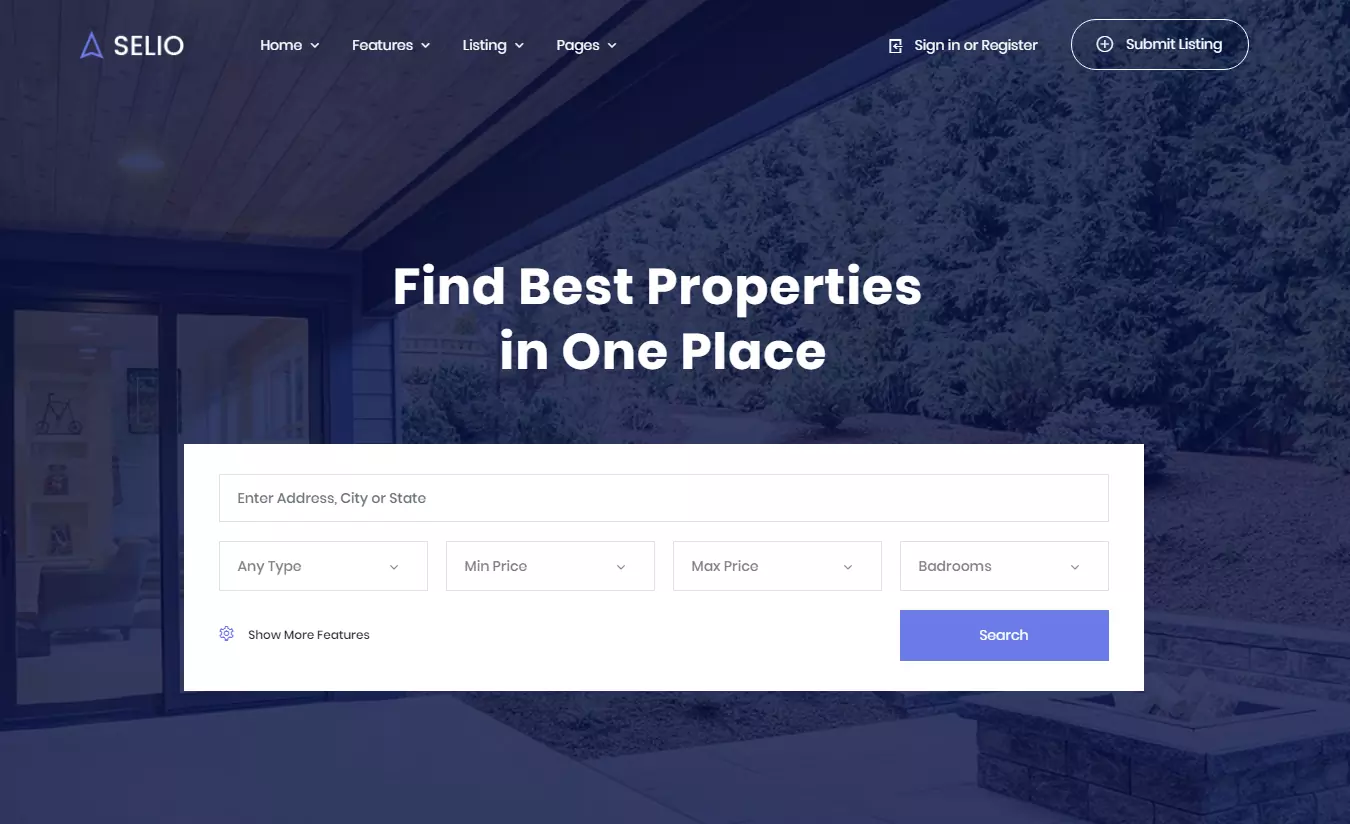 SELIO Home Features Listing Pages Sign in or Register Submit Listing
Find Best Properties
in One Place
Enter Address, City or State
Any Type Min Price Max Price Badrooms
Show More Features Search